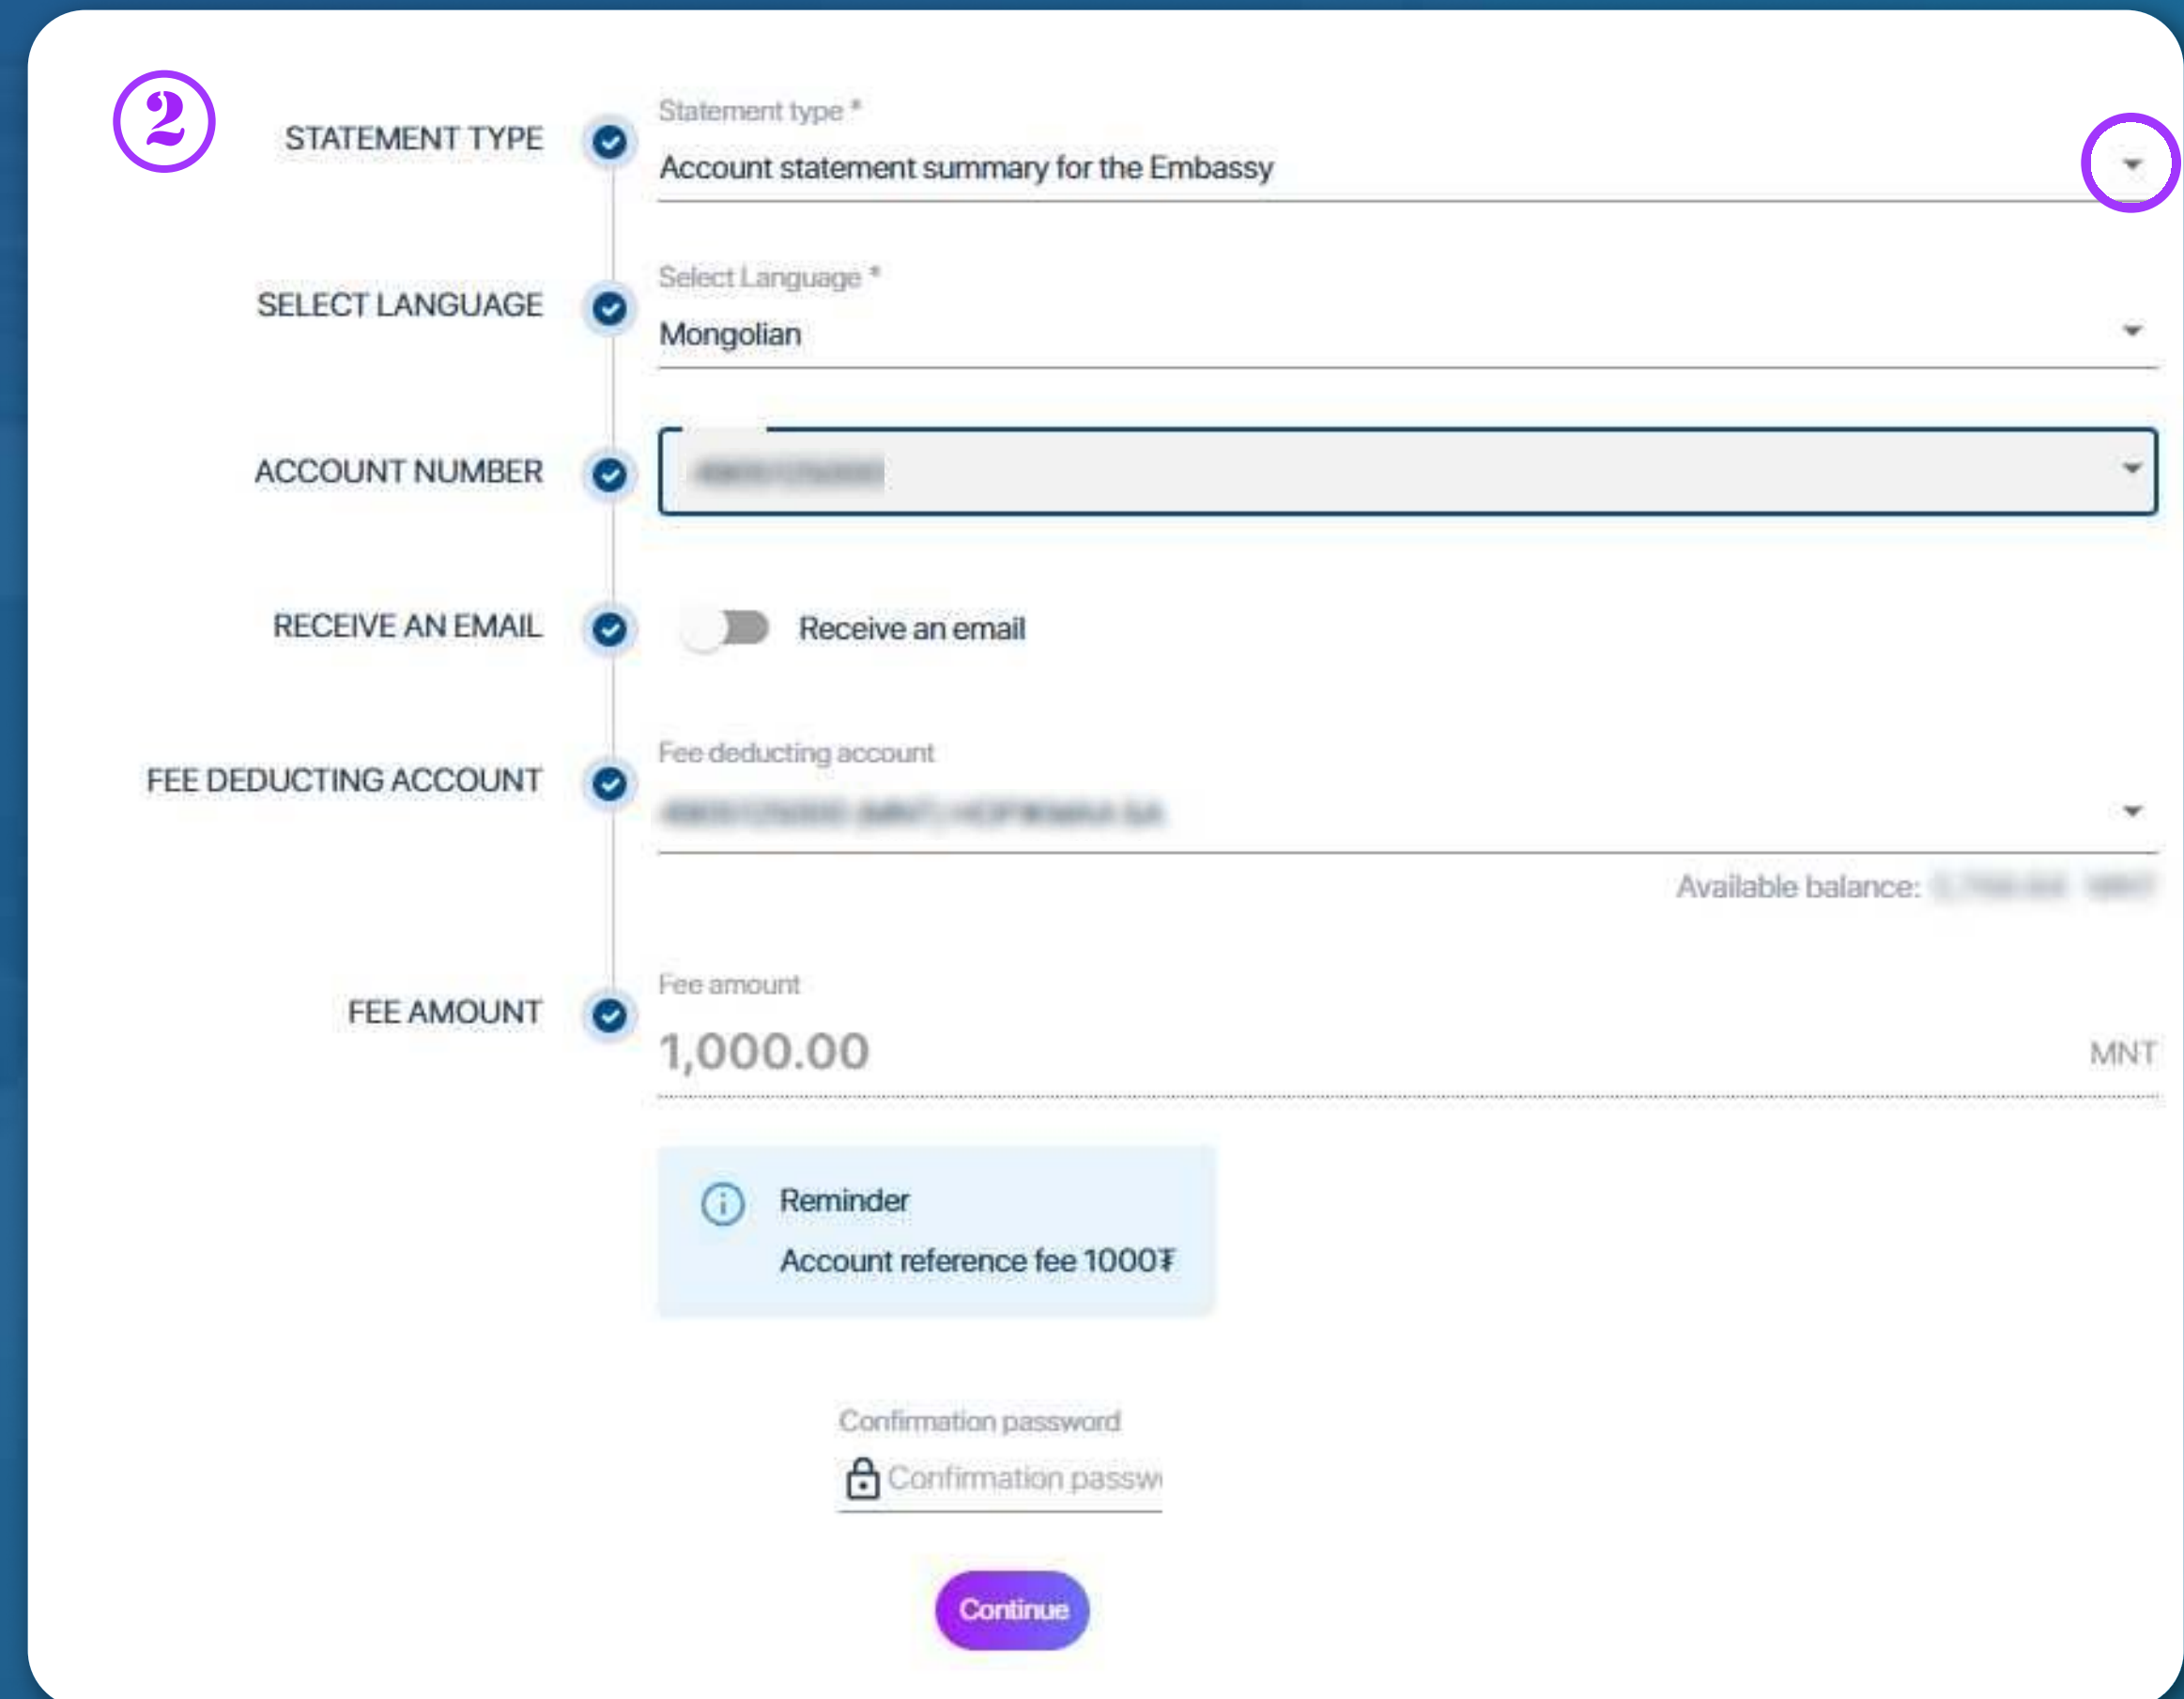 2
STATEMENT TYPE
Statement type *
Account statement summary for the Embassy
SELECT LANGUAGE
Select Language *
Mongolian
ACCOUNT NUMBER
RECEIVE AN EMAIL
Receive an email
FEE DEDUCTING ACCOUNT
Fee deducting account
Available balance:
FEE AMOUNT
Fee amount
1,000.00
MNT
Reminder
Account reference fee 1000₮
Confirmation password
Confirmation passw
Continue